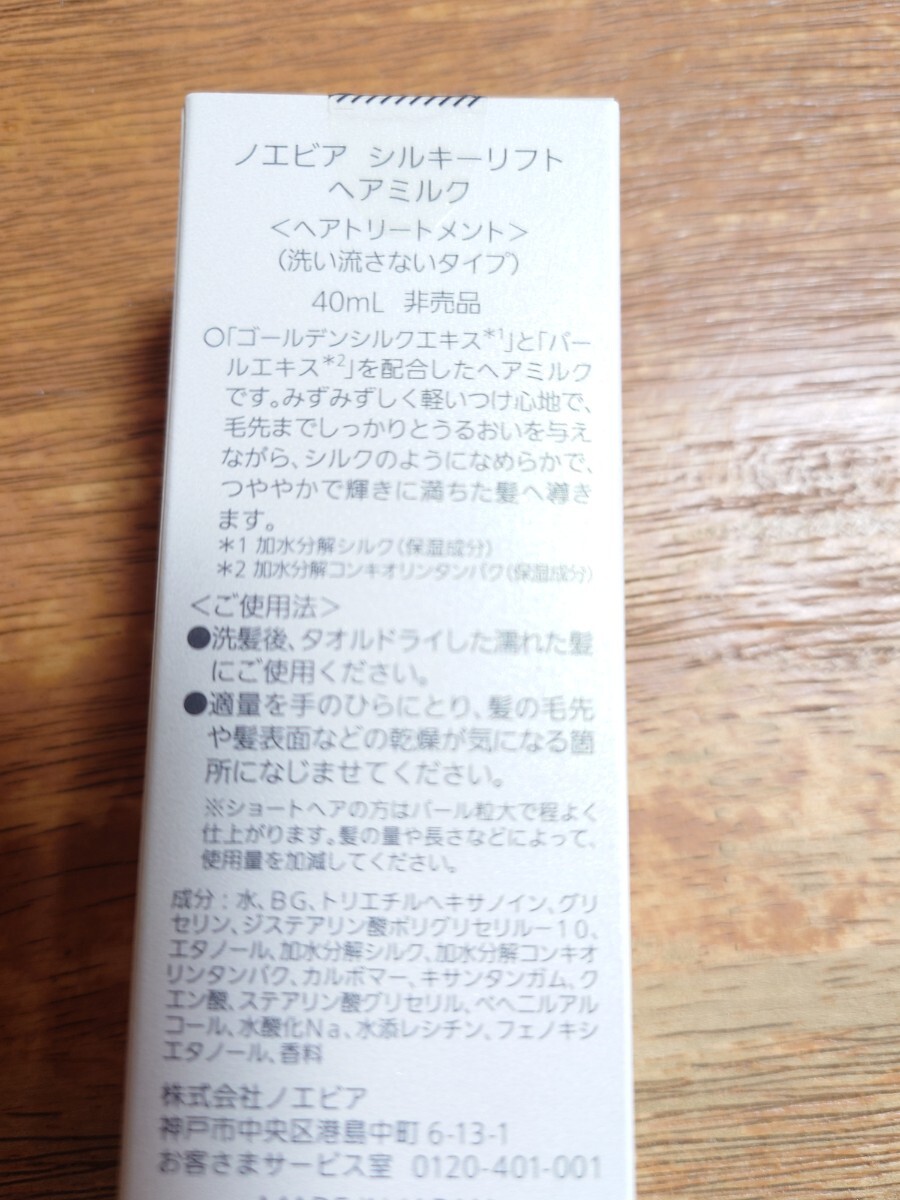 ノエビア シルキーリフト
ヘアミルク
＜ヘアトリートメント＞
(洗い流さないタイプ)
40mL 非売品
○「ゴールデンシルクエキス*1」と「パー
ルエキス*2」を配合したヘアミルク
です。みずみずしく軽いつけ心地で、
毛先までしっかりとうるおいを与え
ながら、シルクのようになめらかで、
つややかで輝きに満ちた髪へ導き
ます。
*1 加水分解シルク(保湿成分)
*2 加水分解コンキオリンタンパク(保湿成分)
＜ご使用法＞
●洗髪後、タオルドライした濡れた髪
にご使用ください。
●適量を手のひらにとり、髪の毛先
や髪表面などの乾燥が気になる箇
所になじませてください。
※ショートヘアの方はパール粒大で程よく
仕上がります。髪の量や長さなどによって、
使用量を加減してください。
成分：水、BG、トリエチルヘキサノイン、グリ
セリン、ジステアリン酸ポリグリセリル－10、
エタノール、加水分解シルク、加水分解コンキオ
リンタンパク、カルボマー、キサンタンガム、ク
エン酸、ステアリン酸グリセリル、ベヘニルアル
コール、水酸化Na、水添レシチン、フェノキシ
エタノール、香料
株式会社ノエビア
神戸市中央区港島中町 6-13-1
お客さまサービス室 0120-401-001